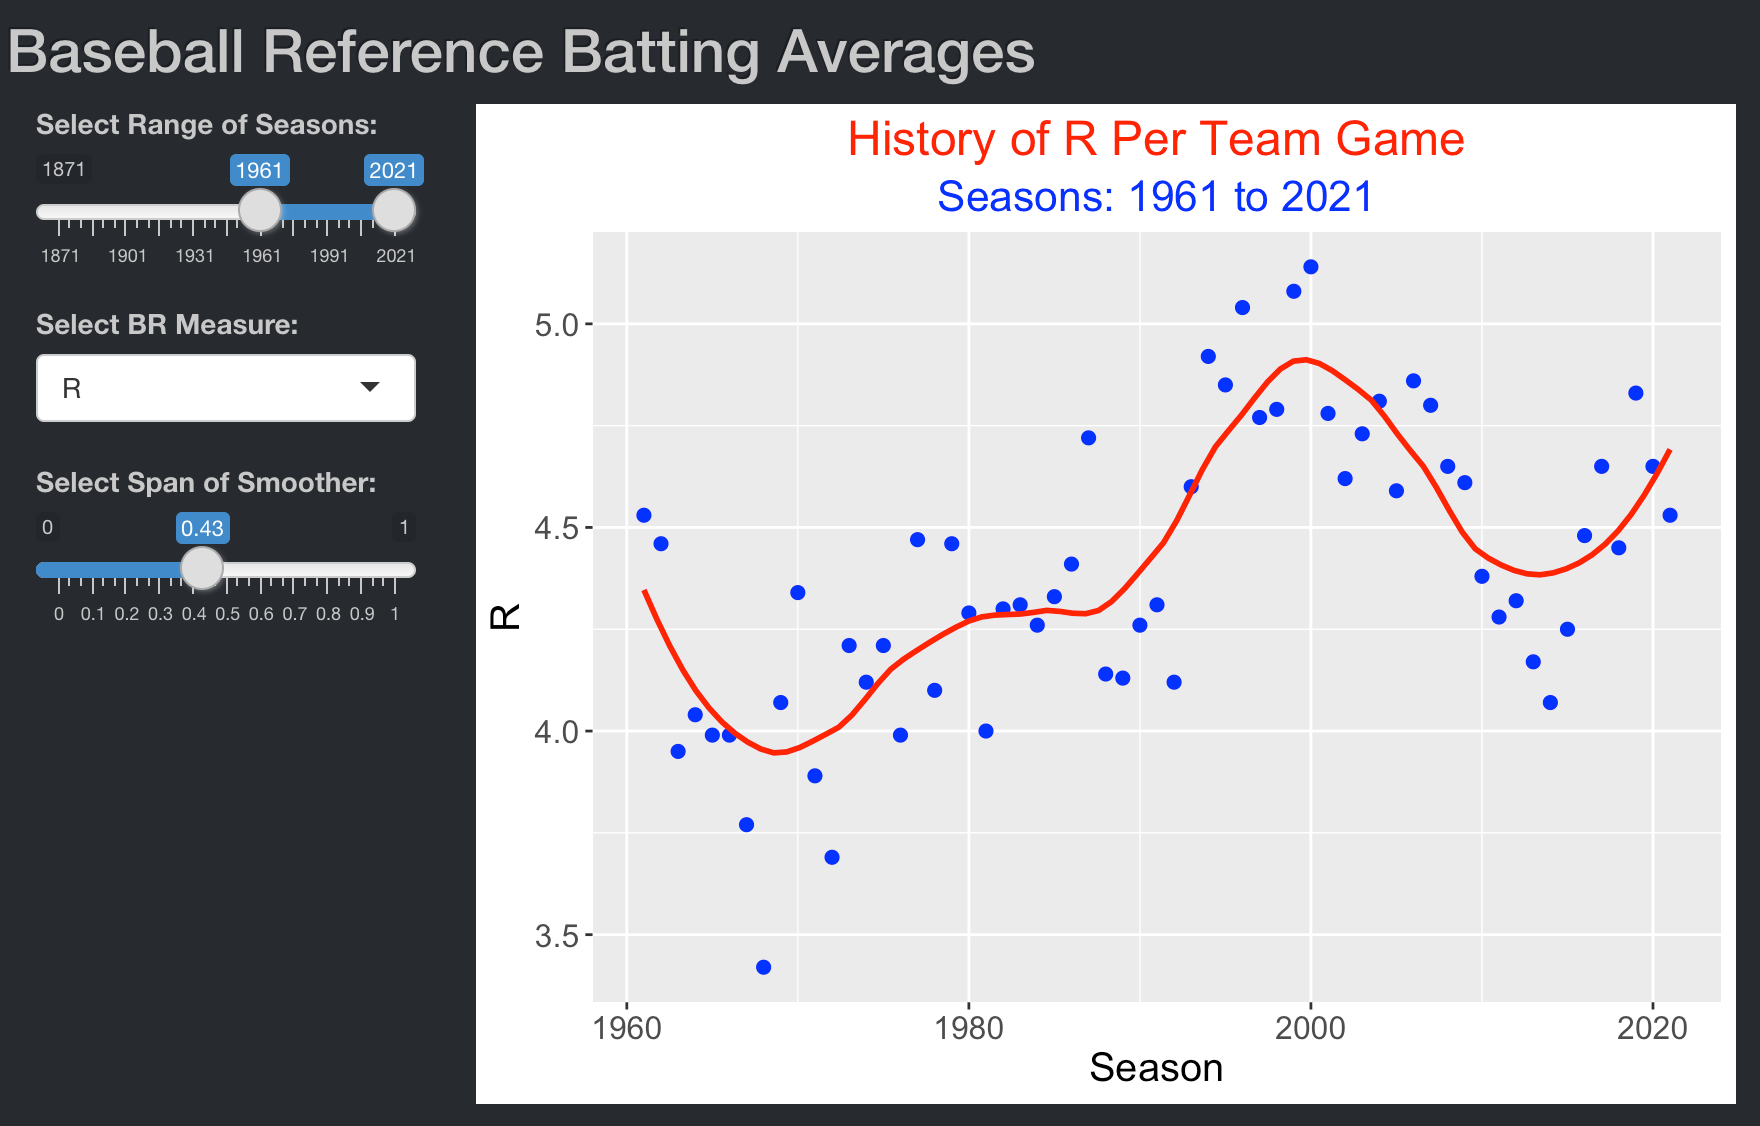 Baseball Reference Batting Averages
Select Range of Seasons:
1871 1961 2021
1871 1901 1931 1961 1991 2021
Select BR Measure:
R
Select Span of Smoother:
0 0.43 1
0 0.1 0.2 0.3 0.4 0.5 0.6 0.7 0.8 0.9 1
History of R Per Team Game
Seasons: 1961 to 2021
R
5.0
4.5
4.0
3.5
1960 1980 2000 2020
Season